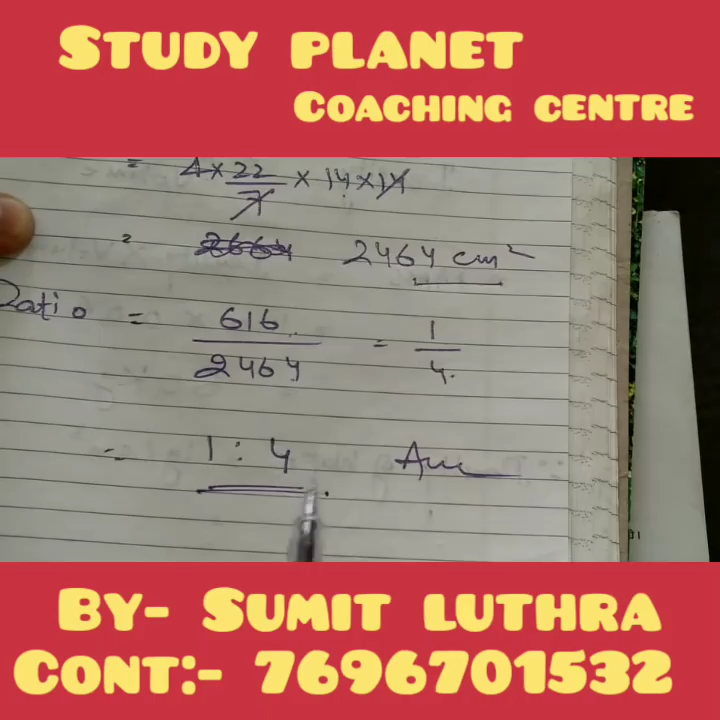 STUDY PLANET
COACHING CENTRE
= 4 × 22/7 × 14 × 14
= 2464 cm²
Ratio = 616/2464 = 1/4.
= 1 : 4 Ans
BY- SUMIT LUTHRA
CONT:- 7696701532